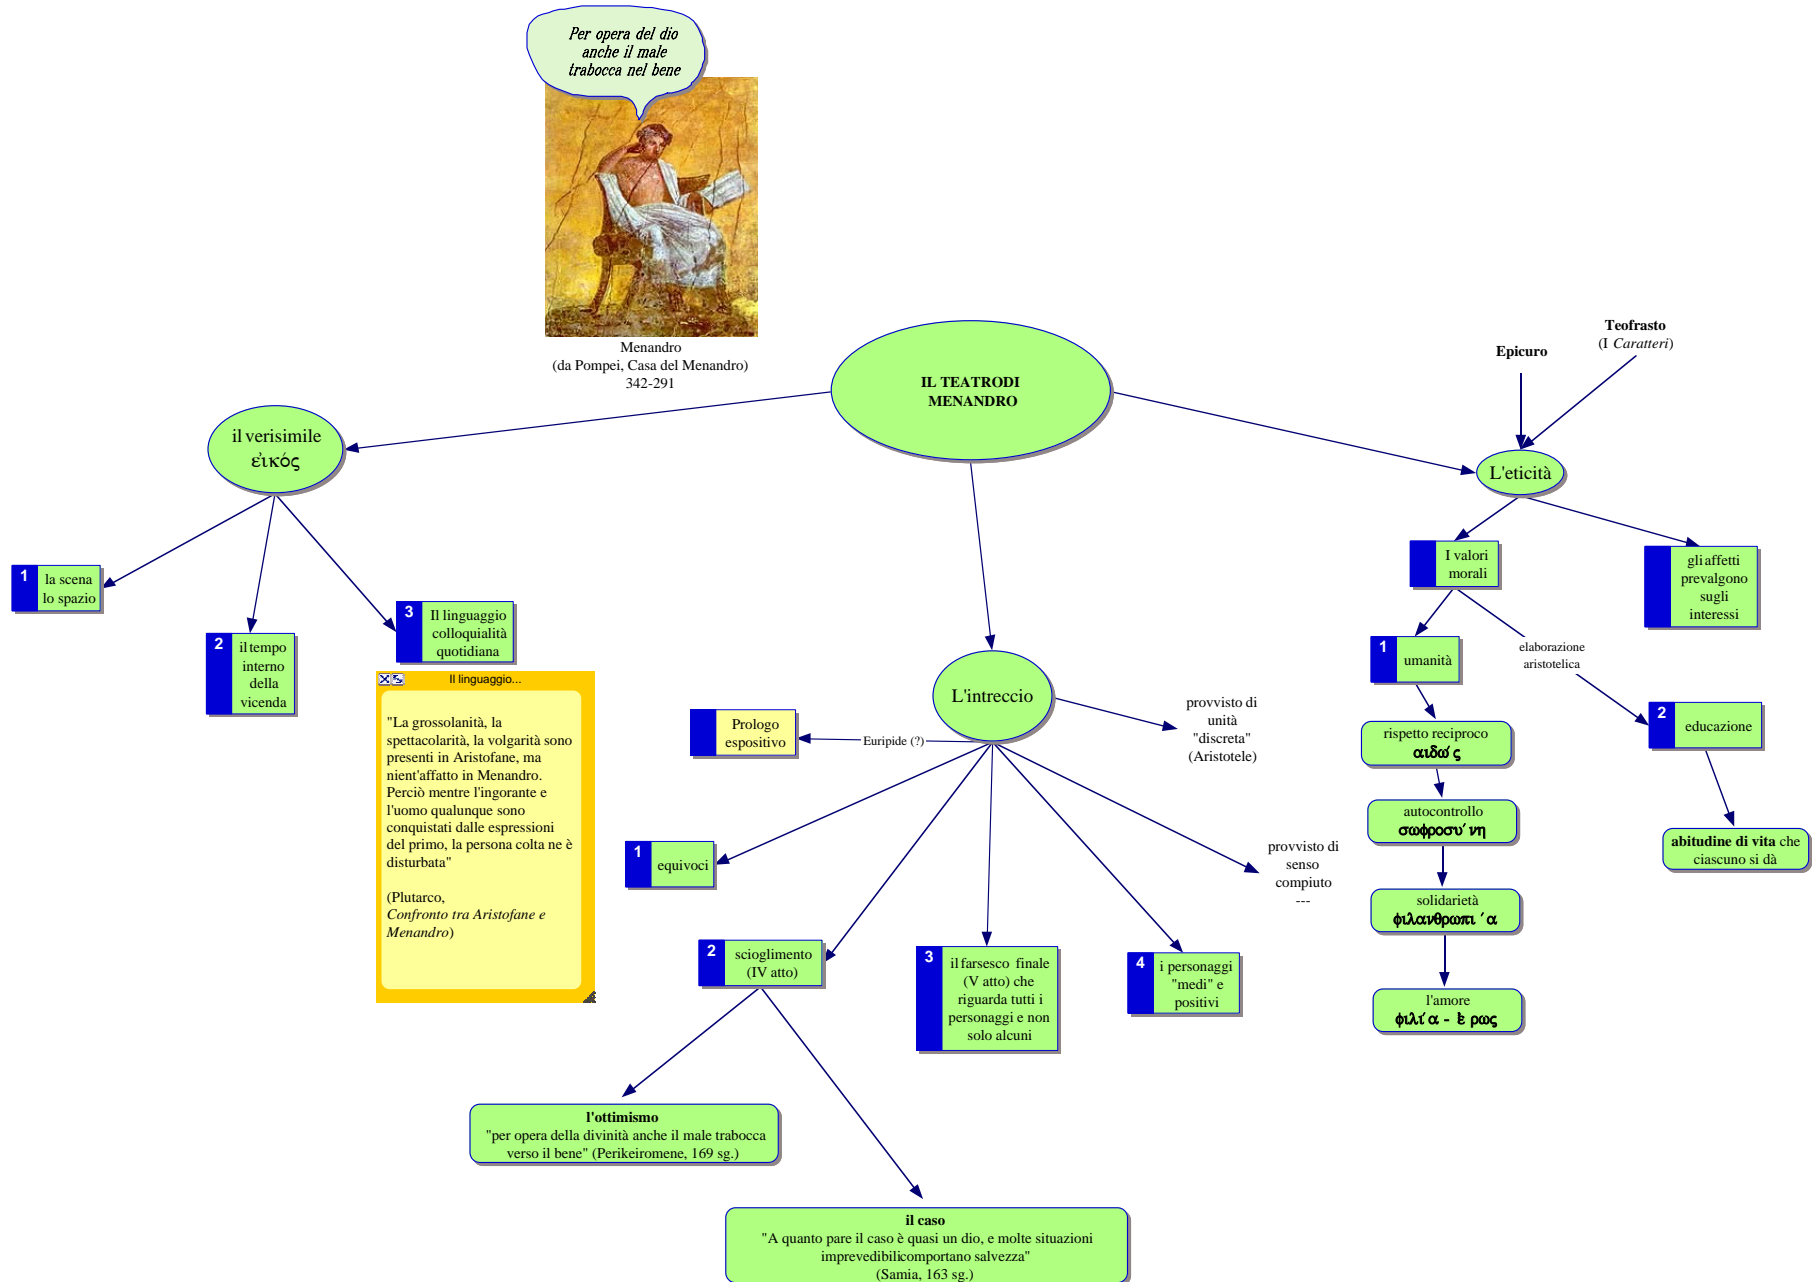 Per opera del dio
anche il male
trabocca nel bene
Menandro
(da Pompei, Casa del Menandro)
342-291
IL TEATRODI
MENANDRO
Epicuro
Teofrasto
(I Caratteri)
il verisimile
εἰκός
L'eticità
1
la scena
lo spazio
2
il tempo
interno
della
vicenda
3
Il linguaggio
colloquialità
quotidiana
Il linguaggio...
"La grossolanità, la
spettacolarità, la volgarità sono
presenti in Aristofane, ma
nient'affatto in Menandro.
Perciò mentre l'ingorante e
l'uomo qualunque sono
conquistati dalle espressioni
del primo, la persona colta ne è
disturbata"
(Plutarco,
Confronto tra Aristofane e
Menandro)
L'intreccio
Prologo
espositivo
Euripide (?)
provvisto di
unità
"discreta"
(Aristotele)
1
equivoci
2
scioglimento
(IV atto)
3
il farsesco finale
(V atto) che
riguarda tutti i
personaggi e non
solo alcuni
4
i personaggi
"medi" e
positivi
provvisto di
senso
compiuto
---
l'ottimismo
"per opera della divinità anche il male trabocca
verso il bene" (Perikeiromene, 169 sg.)
il caso
"A quanto pare il caso è quasi un dio, e molte situazioni
imprevedibilicomportano salvezza"
(Samia, 163 sg.)
I valori
morali
gli affetti
prevalgono
sugli
interessi
1
umanità
elaborazione
aristotelica
2
educazione
rispetto reciproco
αιδω´ς
autocontrollo
σωφροσυ´νη
solidarietà
φιλανθρωπι´α
l'amore
φιλι´α - ἐ´ρως
abitudine di vita che
ciascuno si dà